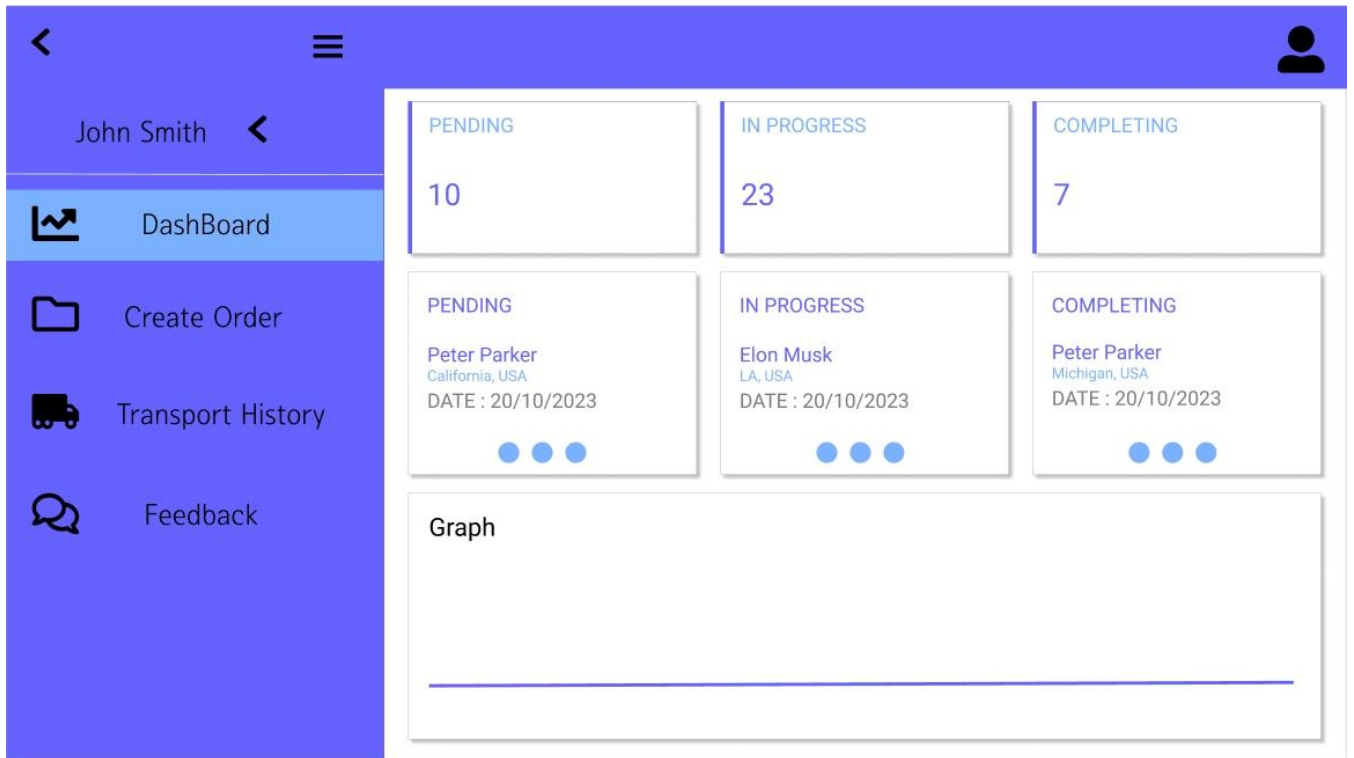 John Smith
DashBoard
Create Order
Transport History
Feedback
PENDING
10
IN PROGRESS
23
COMPLETING
7
PENDING
Peter Parker
California, USA
DATE : 20/10/2023
IN PROGRESS
Elon Musk
LA, USA
DATE : 20/10/2023
COMPLETING
Peter Parker
Michigan, USA
DATE : 20/10/2023
Graph